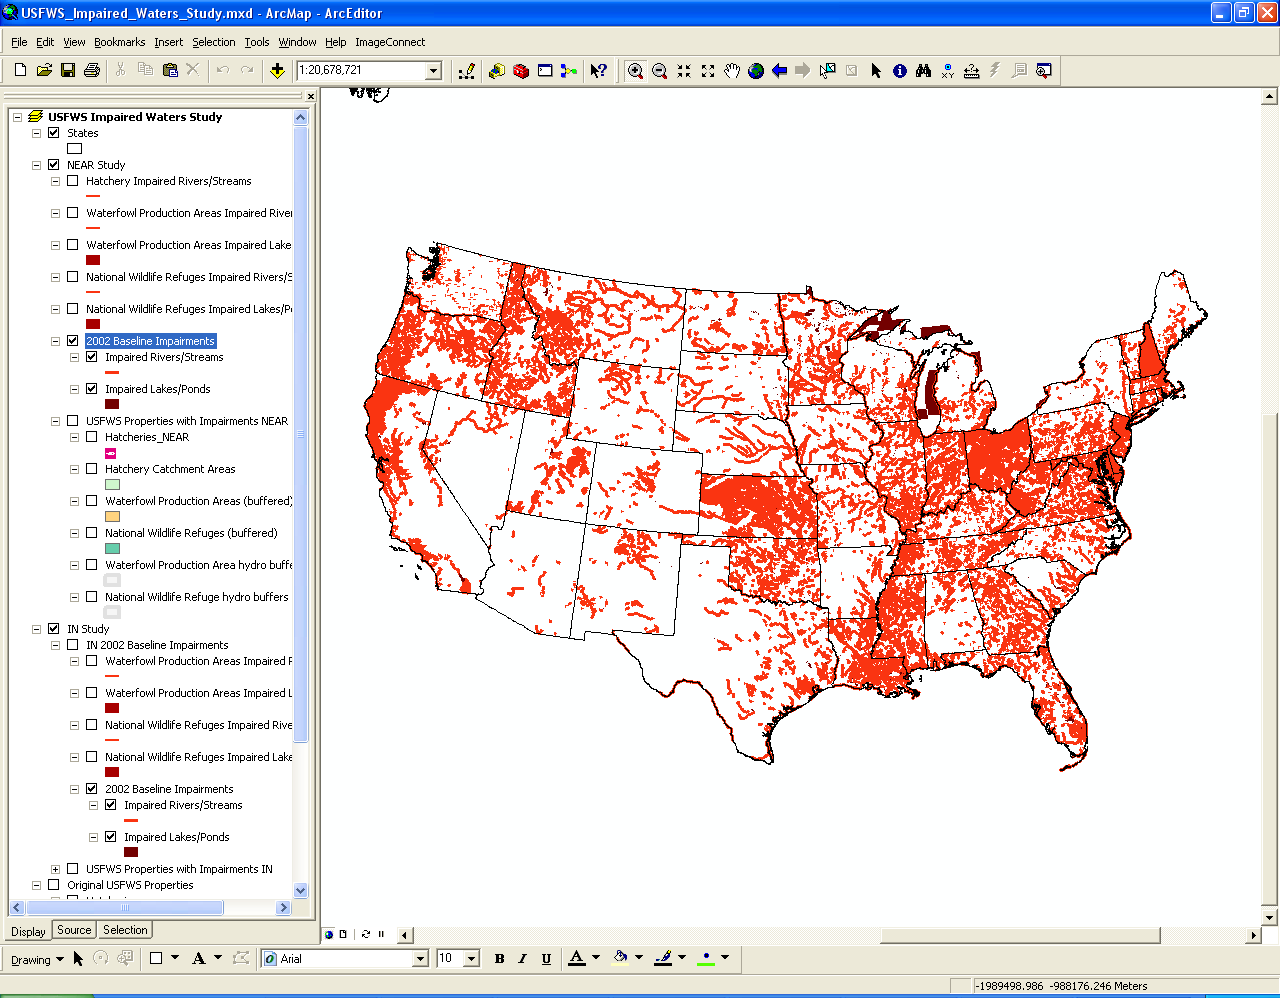 USFWS_Impaired_Waters_Study.mxd - ArcMap - ArcEditor
File Edit View Bookmarks Insert Selection Tools Window Help ImageConnect
1:20,678,721
USFWS Impaired Waters Study
States
NEAR Study
Hatchery Impaired Rivers/Streams
Waterfowl Production Areas Impaired River
Waterfowl Production Areas Impaired Lake
National Wildlife Refuges Impaired Rivers/S
National Wildlife Refuges Impaired Lakes/P
2002 Baseline Impairments
Impaired Rivers/Streams
Impaired Lakes/Ponds
USFWS Properties with Impairments NEAR
Hatcheries_NEAR
Hatchery Catchment Areas
Waterfowl Production Areas (buffered)
National Wildlife Refuges (buffered)
Waterfowl Production Area hydro buffe
National Wildlife Refuge hydro buffers
IN Study
IN 2002 Baseline Impairments
Waterfowl Production Areas Impaired R
Waterfowl Production Areas Impaired L
National Wildlife Refuges Impaired Rive
National Wildlife Refuges Impaired Lake
2002 Baseline Impairments
Impaired Rivers/Streams
Impaired Lakes/Ponds
USFWS Properties with Impairments IN
Original USFWS Properties
Display Source Selection
Drawing A Arial 10 B I U A
-1989498.986 -988176.246 Meters